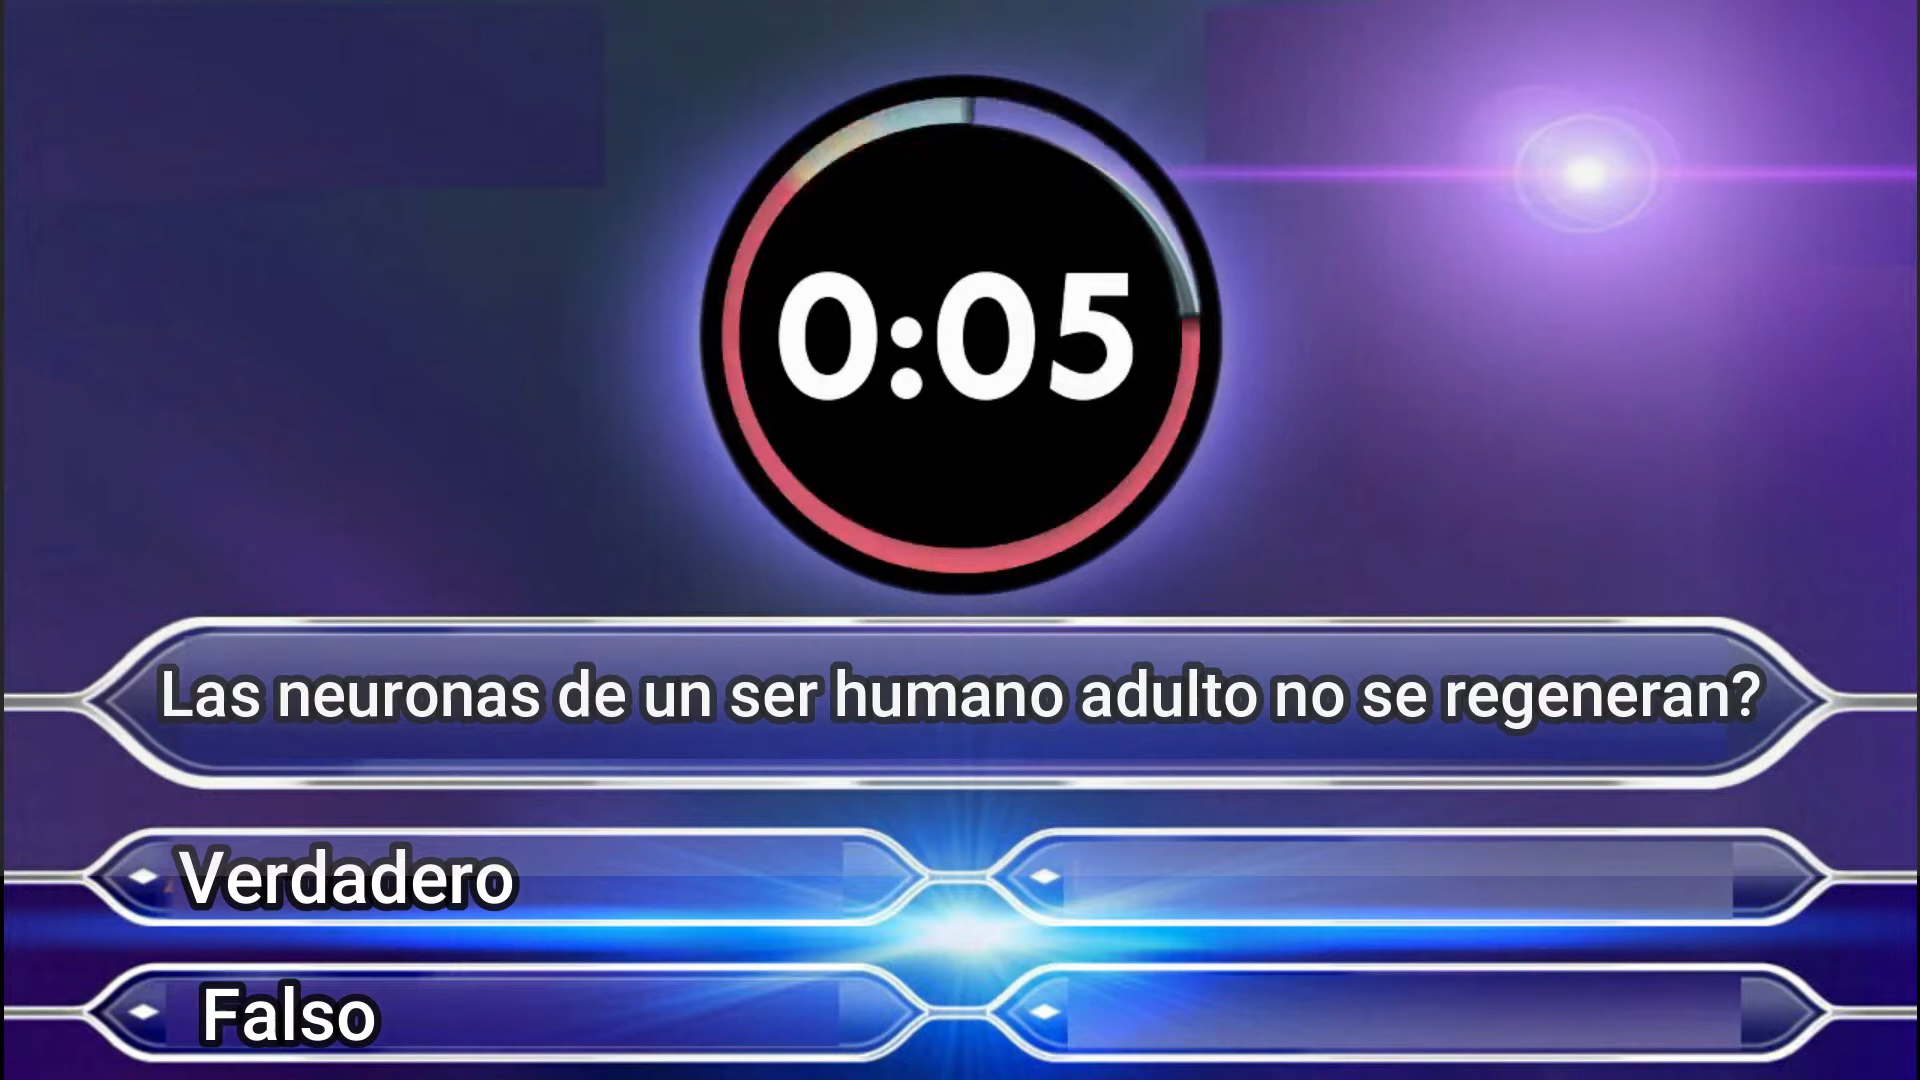 0:05
Las neuronas de un ser humano adulto no se regeneran?
Verdadero
Falso